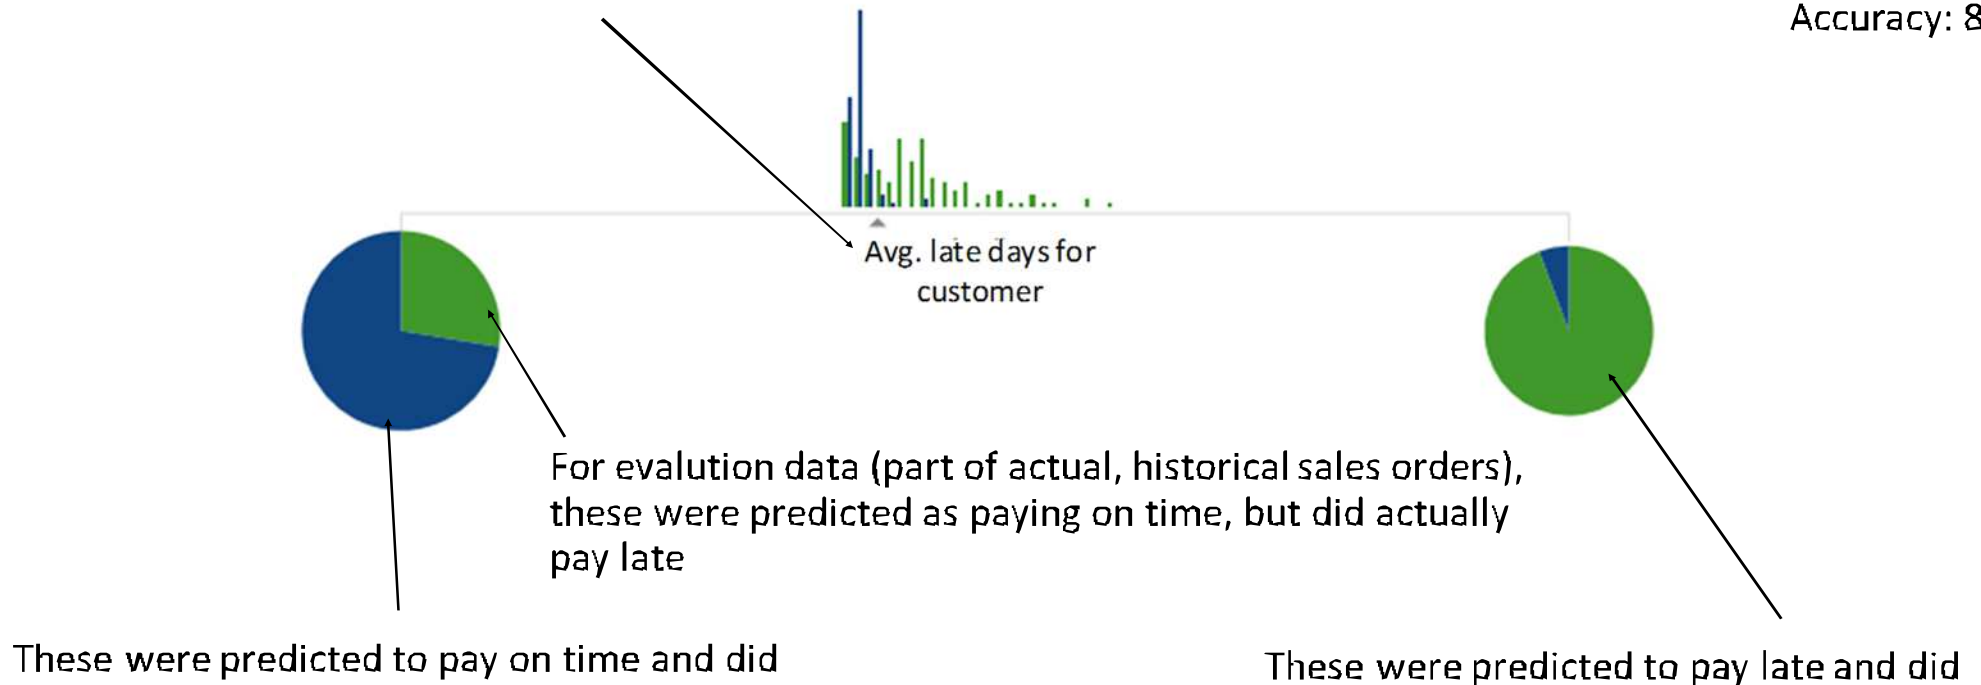 Accuracy: 8
Avg. late days for
customer
For evalution data (part of actual, historical sales orders),
these were predicted as paying on time, but did actually
pay late
These were predicted to pay on time and did
These were predicted to pay late and did